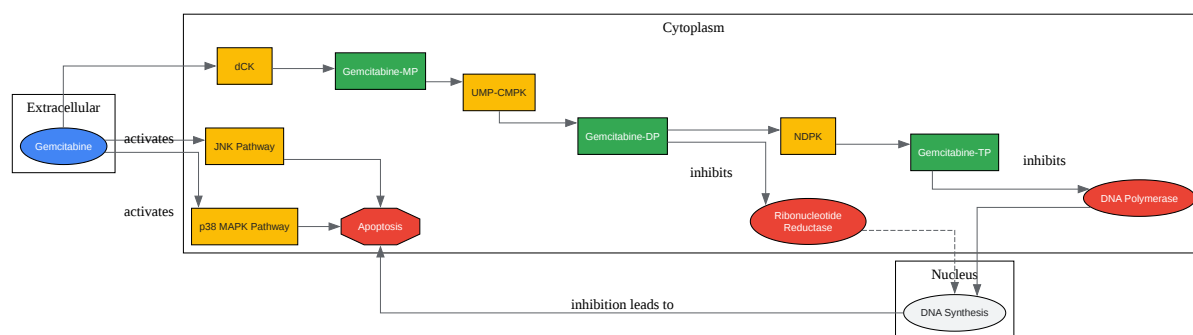 Cytoplasm
dCK
Gemcitabine-MP
UMP-CMPK
Extracellular
activates
Gemcitabine
JNK Pathway
Gemcitabine-DP
NDPK
Gemcitabine-TP
inhibits
inhibits
activates
p38 MAPK Pathway
Apoptosis
Ribonucleotide
Reductase
DNA Polymerase
Nucleus
inhibition leads to
DNA Synthesis